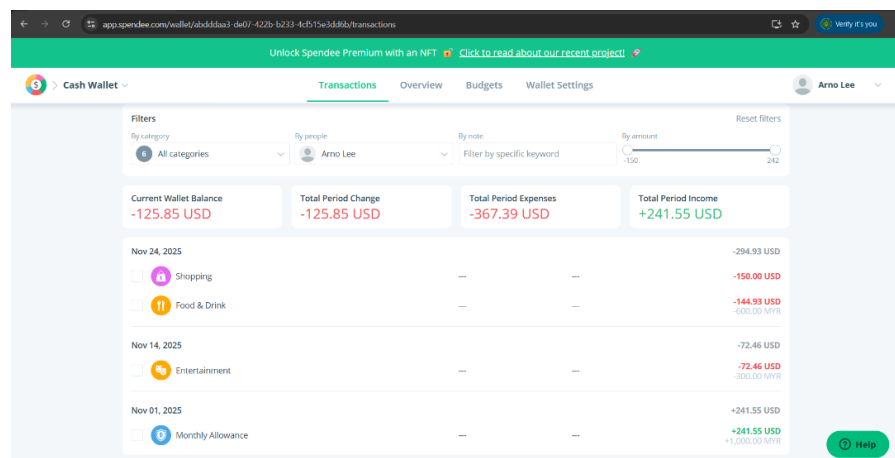 app.spendee.com/wallet/abdddaa3-de07-422b-b233-4cf515e3dd6b/transactions
Verify it's you
Unlock Spendee Premium with an NFT 🔓 Click to read about our recent project! 🚀
Cash Wallet
Transactions Overview Budgets Wallet Settings
Arno Lee
Filters
Reset filters
By category
By people
By note
By amount
6 All categories
Arno Lee
Filter by specific keyword
-150 242
Current Wallet Balance
-125.85 USD
Total Period Change
-125.85 USD
Total Period Expenses
-367.39 USD
Total Period Income
+241.55 USD
Nov 24, 2025 -294.93 USD
Shopping --- --- -150.00 USD
Food & Drink --- --- -144.93 USD
-600.00 MYR
Nov 14, 2025 -72.46 USD
Entertainment --- --- -72.46 USD
-300.00 MYR
Nov 01, 2025 +241.55 USD
Monthly Allowance --- --- +241.55 USD
+1,000.00 MYR
Help